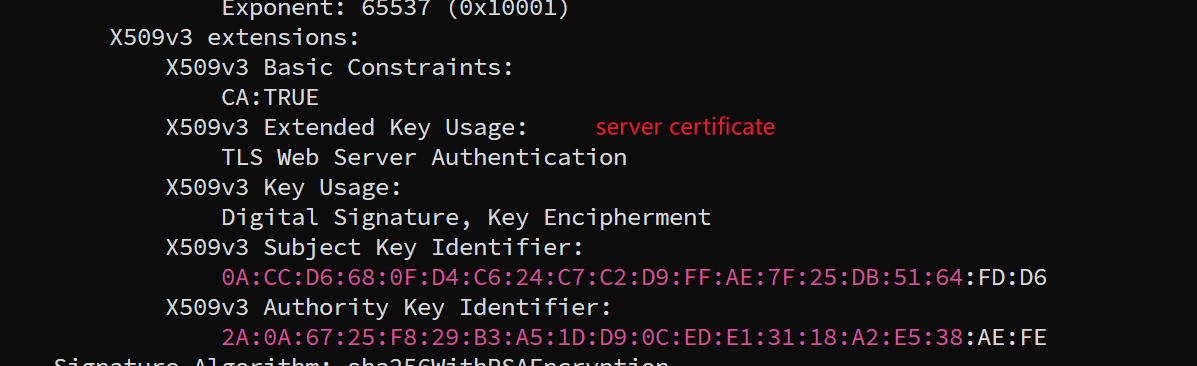 Exponent: 65537 (0x10001)
X509v3 extensions:
X509v3 Basic Constraints:
CA:TRUE
X509v3 Extended Key Usage: server certificate
TLS Web Server Authentication
X509v3 Key Usage:
Digital Signature, Key Encipherment
X509v3 Subject Key Identifier:
0A:CC:D6:68:0F:D4:C6:24:C7:C2:D9:FF:AE:7F:25:DB:51:64:FD:D6
X509v3 Authority Key Identifier:
2A:0A:67:25:F8:29:B3:A5:1D:D9:0C:ED:E1:31:18:A2:E5:38:AE:FE
Signature Algorithm: sha256WithRSAEncryption